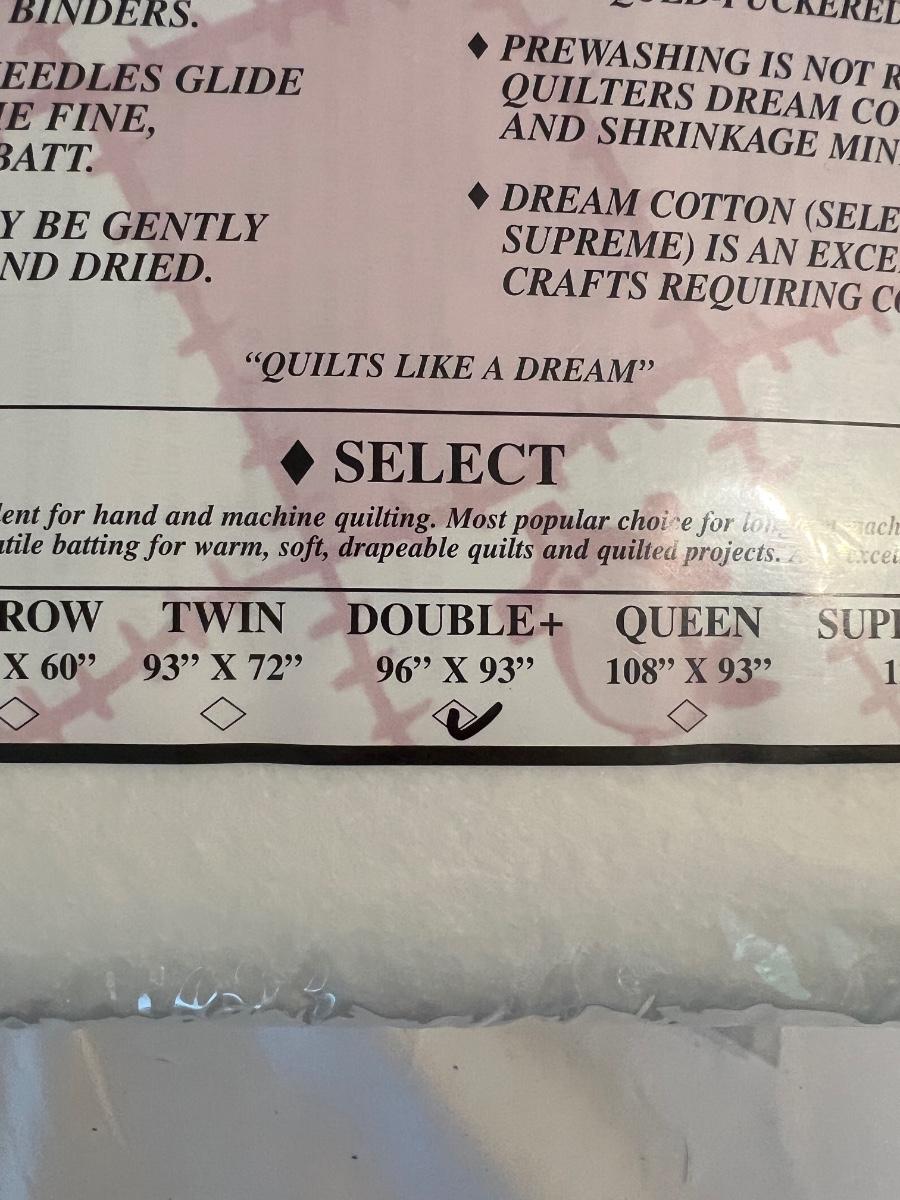 BINDERS.
EEDLES GLIDE
E FINE,
BATT.
Y BE GENTLY
ND DRIED.
PUCKERED
♦ PREWASHING IS NOT R
QUILTERS DREAM CO
AND SHRINKAGE MIN
♦ DREAM COTTON (SELE
SUPREME) IS AN EXCE
CRAFTS REQUIRING CO
“QUILTS LIKE A DREAM”
♦ SELECT
lent for hand and machine quilting. Most popular choice for
atile batting for warm, soft, drapeable quilts and quilted projects.
ROW TWIN DOUBLE+ QUEEN SUP
X 60” 93” X 72” 96” X 93” 108” X 93” 1